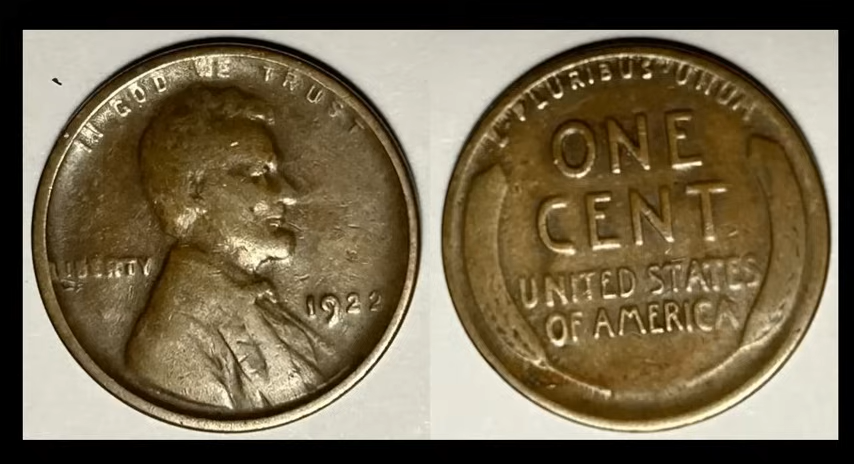 IN GOD WE TRUST
LIBERTY
1922
E·PLURIBUS·UNUM
ONE
CENT
UNITED STATES
OF AMERICA